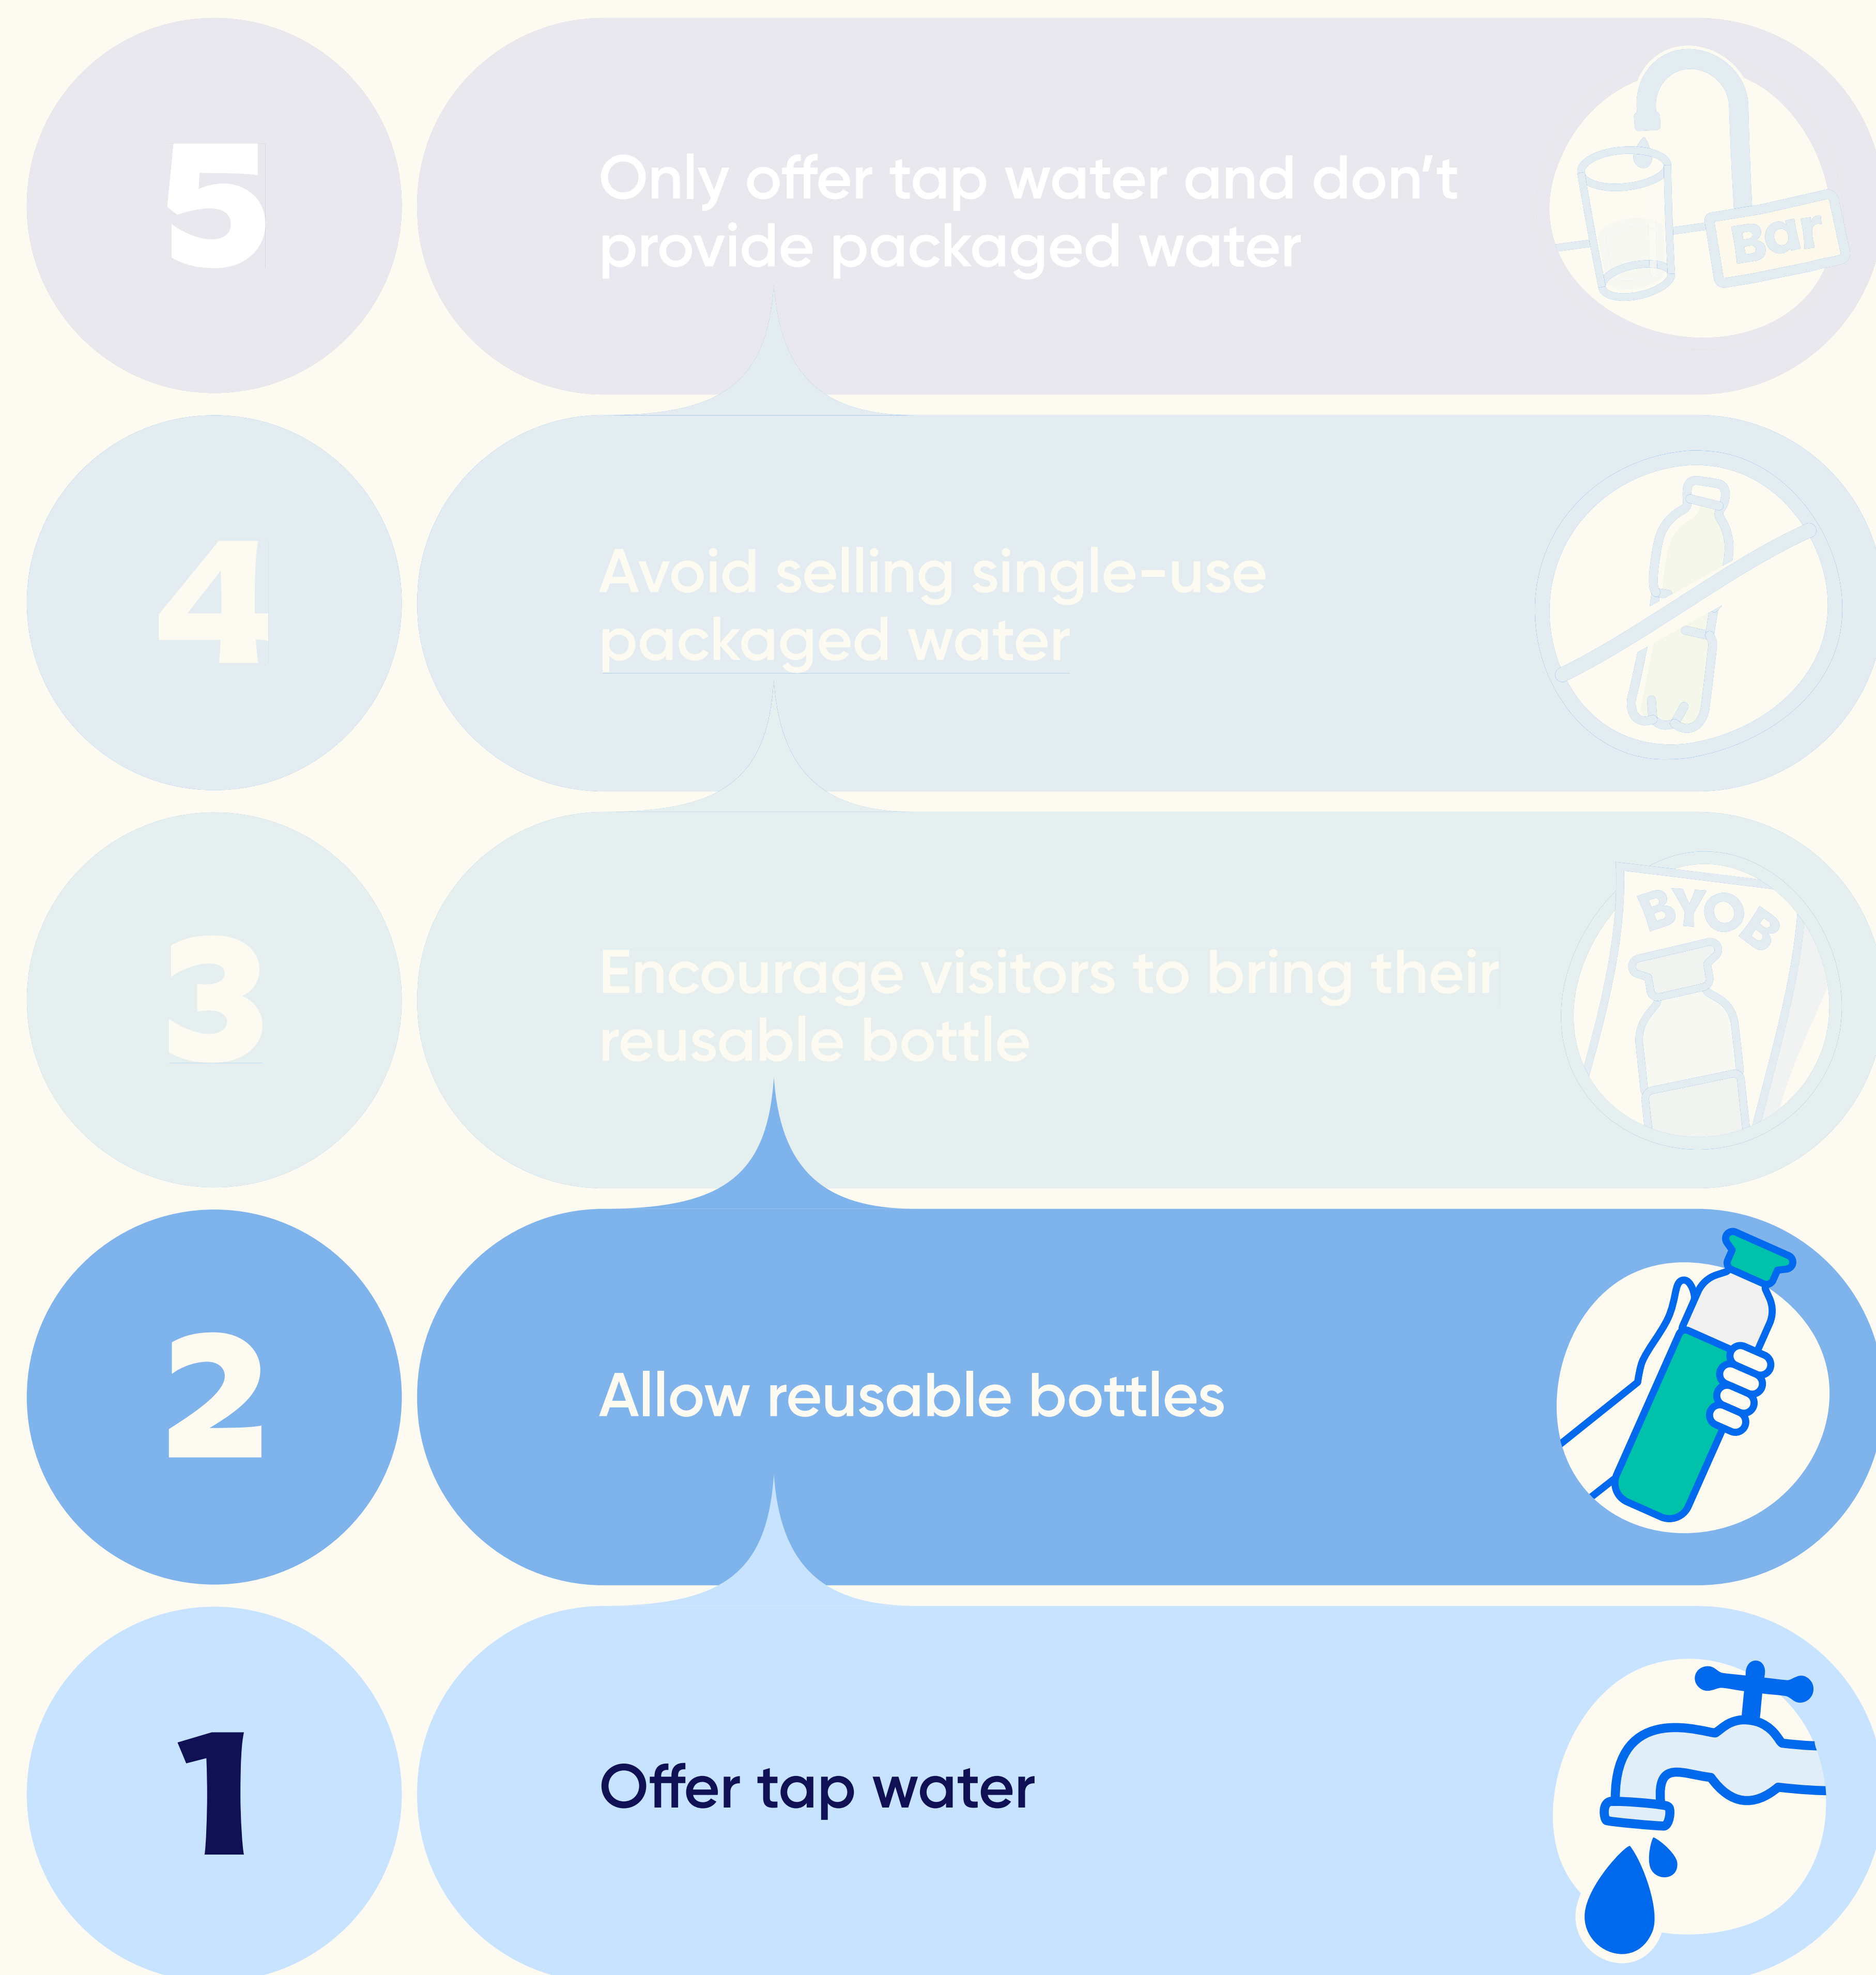 5
Only offer tap water and don’t
provide packaged water
Bar
4
Avoid selling single-use
packaged water
3
Encourage visitors to bring their
reusable bottle
BYOB
2
Allow reusable bottles
1
Offer tap water